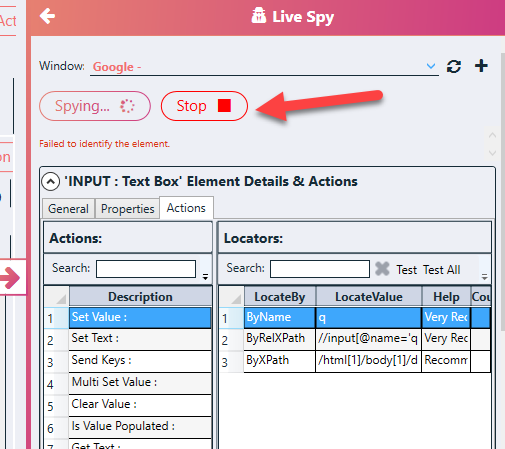 Act
Live Spy
Window: Google -
Spying... Stop
Failed to identify the element.
on
'INPUT : Text Box' Element Details & Actions
General Properties Actions
Actions: Locators:
Search: Search: Test Test All
Description LocateBy LocateValue Help Cou
1 Set Value : 1 ByName q Very Rec
2 Set Text : 2 ByRelXPath //input[@name='q Very Rec
3 Send Keys : 3 ByXPath /html[1]/body[1]/d Recomm
4 Multi Set Value :
5 Clear Value :
6 Is Value Populated :
7 Get Text :